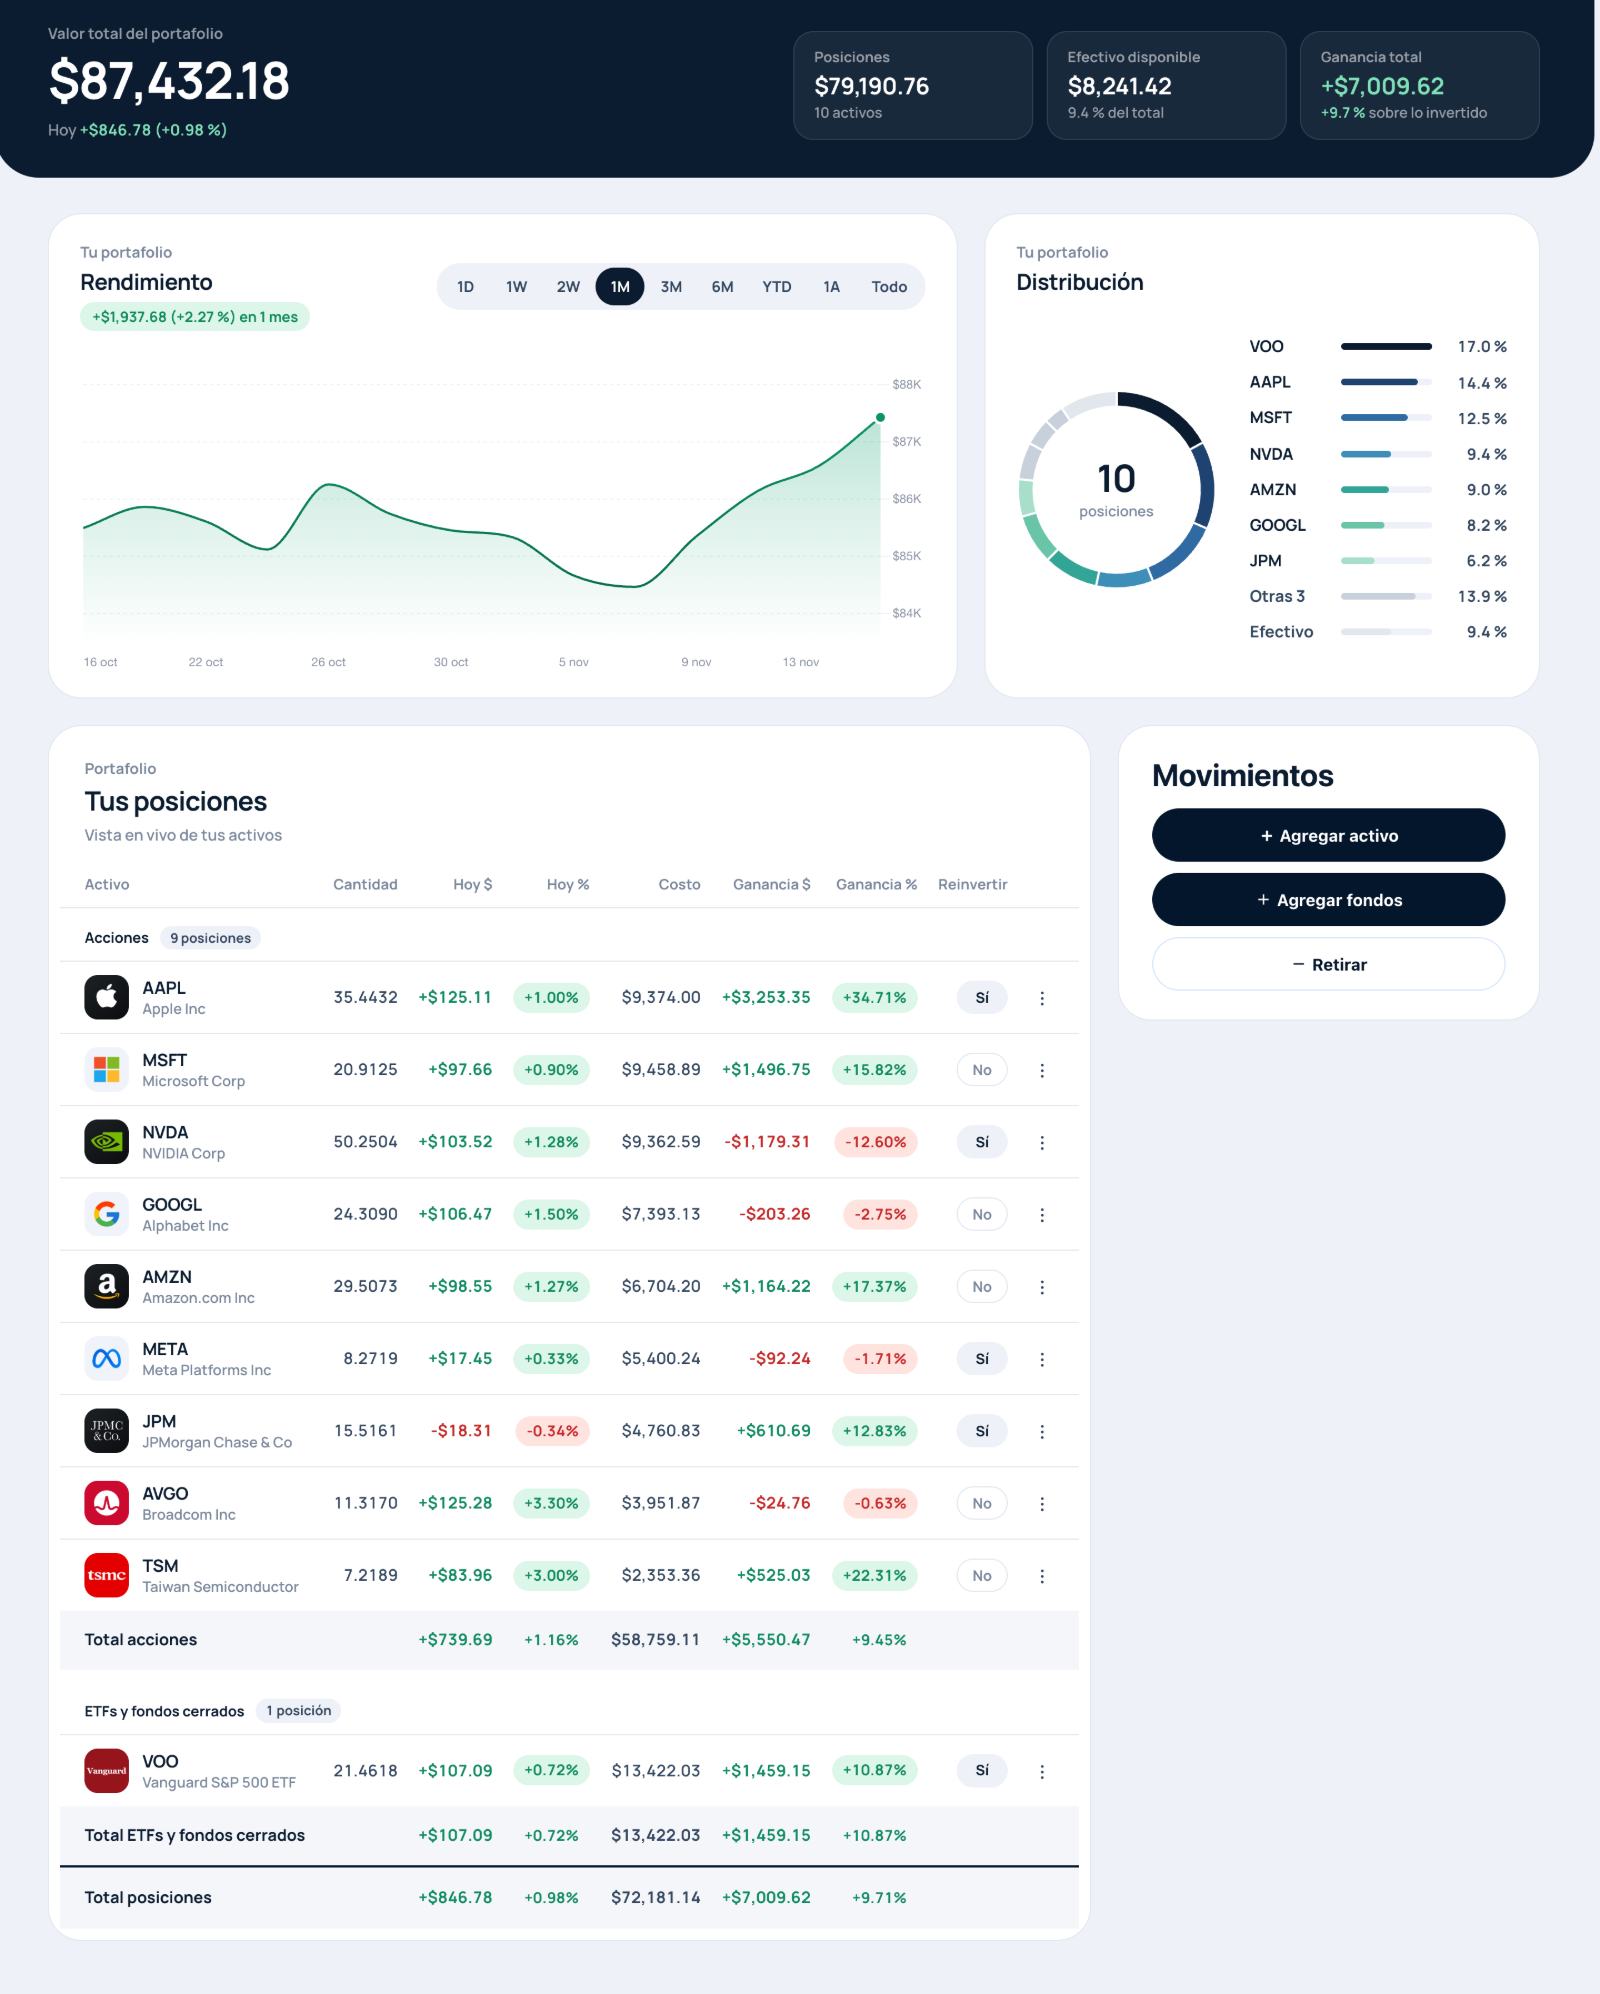 Valor total del portafolio
$87,432.18
Hoy +$846.78 (+0.98 %)
Posiciones
$79,190.76
10 activos
Efectivo disponible
$8,241.42
9.4 % del total
Ganancia total
+$7,009.62
+9.7 % sobre lo invertido
Tu portafolio
Rendimiento
+$1,937.68 (+2.27 %) en 1 mes
1D 1W 2W 1M 3M 6M YTD 1A Todo
$88K
$87K
$86K
$85K
$84K
16 oct 22 oct 26 oct 30 oct 5 nov 9 nov 13 nov
Tu portafolio
Distribución
10
posiciones
VOO 17.0 %
AAPL 14.4 %
MSFT 12.5 %
NVDA 9.4 %
AMZN 9.0 %
GOOGL 8.2 %
JPM 6.2 %
Otras 3 13.9 %
Efectivo 9.4 %
Portafolio
Tus posiciones
Vista en vivo de tus activos
Activo Cantidad Hoy $ Hoy % Costo Ganancia $ Ganancia % Reinvertir
Acciones 9 posiciones
AAPL
Apple Inc
35.4432 +$125.11 +1.00% $9,374.00 +$3,253.35 +34.71% Sí
MSFT
Microsoft Corp
20.9125 +$97.66 +0.90% $9,458.89 +$1,496.75 +15.82% No
NVDA
NVIDIA Corp
50.2504 +$103.52 +1.28% $9,362.59 -$1,179.31 -12.60% Sí
GOOGL
Alphabet Inc
24.3090 +$106.47 +1.50% $7,393.13 -$203.26 -2.75% No
AMZN
Amazon.com Inc
29.5073 +$98.55 +1.27% $6,704.20 +$1,164.22 +17.37% No
META
Meta Platforms Inc
8.2719 +$17.45 +0.33% $5,400.24 -$92.24 -1.71% Sí
JPMC
& Co.
JPM
JPMorgan Chase & Co
15.5161 -$18.31 -0.34% $4,760.83 +$610.69 +12.83% Sí
AVGO
Broadcom Inc
11.3170 +$125.28 +3.30% $3,951.87 -$24.76 -0.63% No
tsmc
TSM
Taiwan Semiconductor
7.2189 +$83.96 +3.00% $2,353.36 +$525.03 +22.31% No
Total acciones +$739.69 +1.16% $58,759.11 +$5,550.47 +9.45%
ETFs y fondos cerrados 1 posición
Vanguard
VOO
Vanguard S&P 500 ETF
21.4618 +$107.09 +0.72% $13,422.03 +$1,459.15 +10.87% Sí
Total ETFs y fondos cerrados +$107.09 +0.72% $13,422.03 +$1,459.15 +10.87%
Total posiciones +$846.78 +0.98% $72,181.14 +$7,009.62 +9.71%
Movimientos
+ Agregar activo
+ Agregar fondos
− Retirar